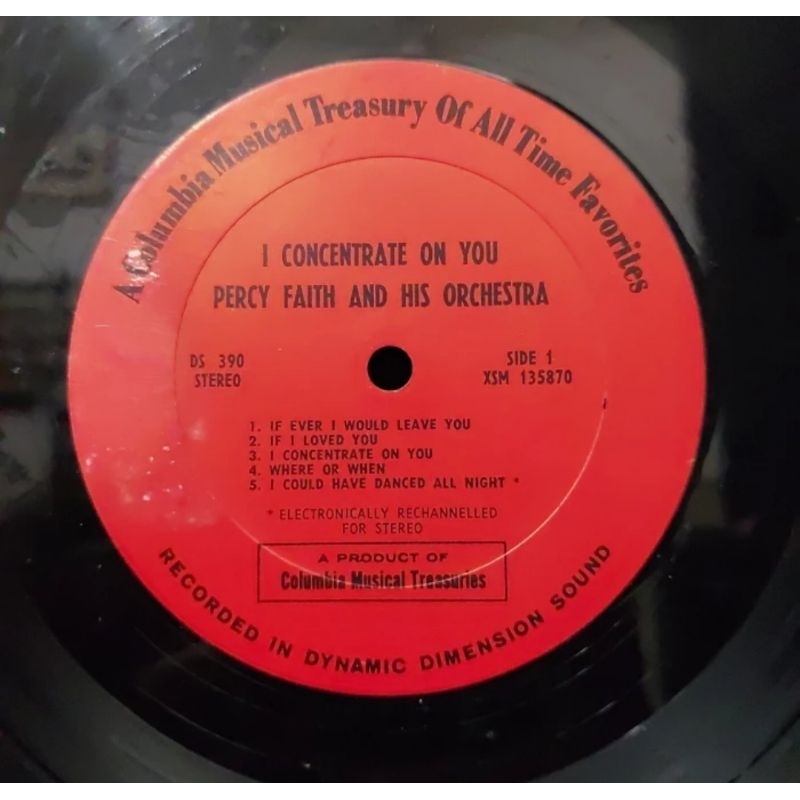 A Columbia Musical Treasury Of All Time Favorites
I CONCENTRATE ON YOU
PERCY FAITH AND HIS ORCHESTRA
DS 390
STEREO
SIDE 1
XSM 135870
1. IF EVER I WOULD LEAVE YOU
2. IF I LOVED YOU
3. I CONCENTRATE ON YOU
4. WHERE OR WHEN
5. I COULD HAVE DANCED ALL NIGHT *
* ELECTRONICALLY RECHANNELLED
FOR STEREO
A PRODUCT OF
Columbia Musical Treasuries
RECORDED IN DYNAMIC DIMENSION SOUND